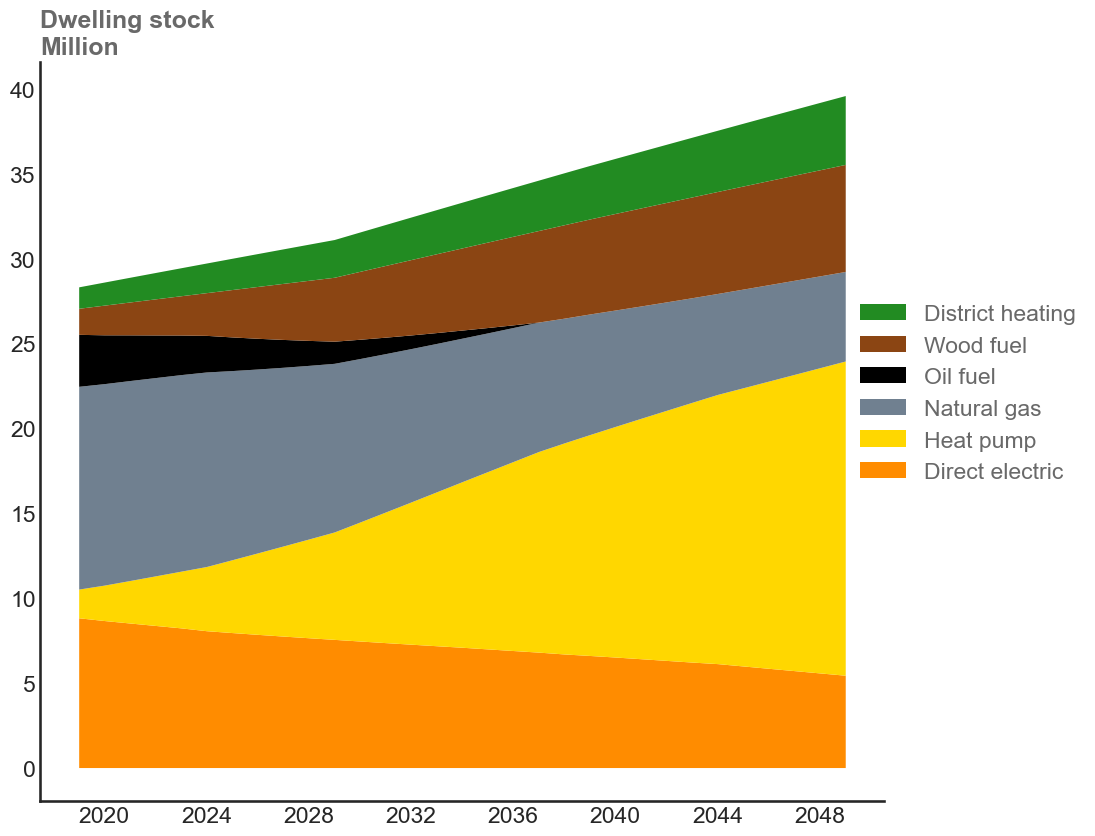 Dwelling stock
Million
40
35
30
25
20
15
10
5
0
2020 2024 2028 2032 2036 2040 2044 2048
District heating
Wood fuel
Oil fuel
Natural gas
Heat pump
Direct electric